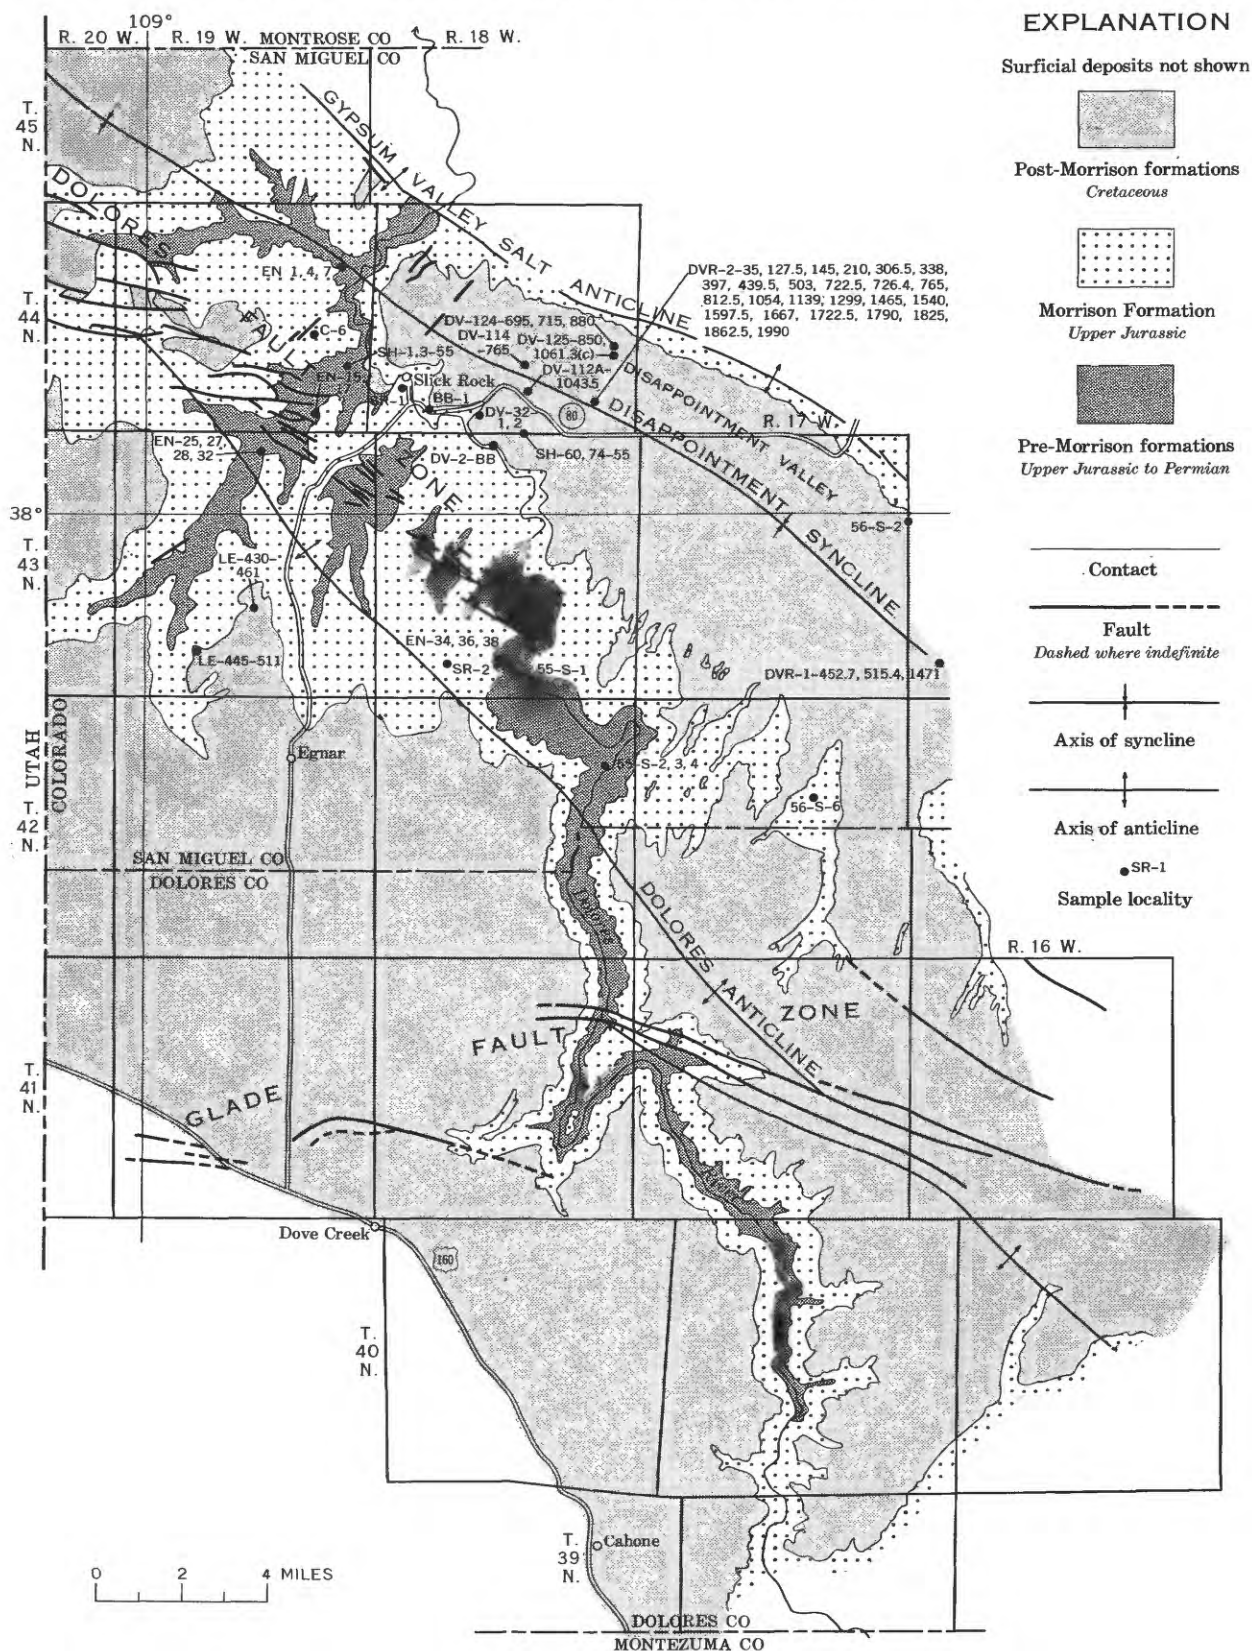 109°
R. 20 W.
R. 19 W.
MONTROSE CO
R. 18 W.
SAN MIGUEL CO
T.
45
N.
GYPSUM VALLEY SALT ANTICLINE
DOLORES
FAULT
ZONE
EN 1, 4, 7
T.
44
N.
C-6
DVR-2-35, 127.5, 145, 210, 306.5, 338,
397, 439.5, 503, 722.5, 726.4, 765,
812.5, 1054, 1139, 1299, 1465, 1540,
1597.5, 1667, 1722.5, 1790, 1825,
1862.5, 1990
DV-124-695, 715, 880
DV-114
-765
DV-125-850,
1061.3(c)
DV-112A-
1043.5
SH-1, 3-55
Slick Rock
SR-1
BB-1
DV-32-
1, 2
80
DISAPPOINTMENT VALLEY
DISAPPOINTMENT SYNCLINE
R. 17 W.
EN-25, 27,
28, 32
DV-2-BB
SH-60, 74-55
38°
56-S-2
T.
43
N.
LE-430-
461
LE-445-511
EN-34, 36, 38
SR-2
55-S-1
DVR-1-452.7, 515.4, 1471
UTAH
COLORADO
Egnar
55-S-2, 3, 4
56-S-6
T.
42
N.
SAN MIGUEL CO
DOLORES CO
Dolores
DOLORES ANTICLINE
R. 16 W.
GLADE
FAULT
ZONE
T.
41
N.
River
Dove Creek
160
T.
40
N.
T.
39
N.
Cahone
0 2 4 MILES
DOLORES CO
MONTEZUMA CO
EXPLANATION
Surficial deposits not shown
Post-Morrison formations
Cretaceous
Morrison Formation
Upper Jurassic
Pre-Morrison formations
Upper Jurassic to Permian
Contact
Fault
Dashed where indefinite
Axis of syncline
Axis of anticline
SR-1
Sample locality